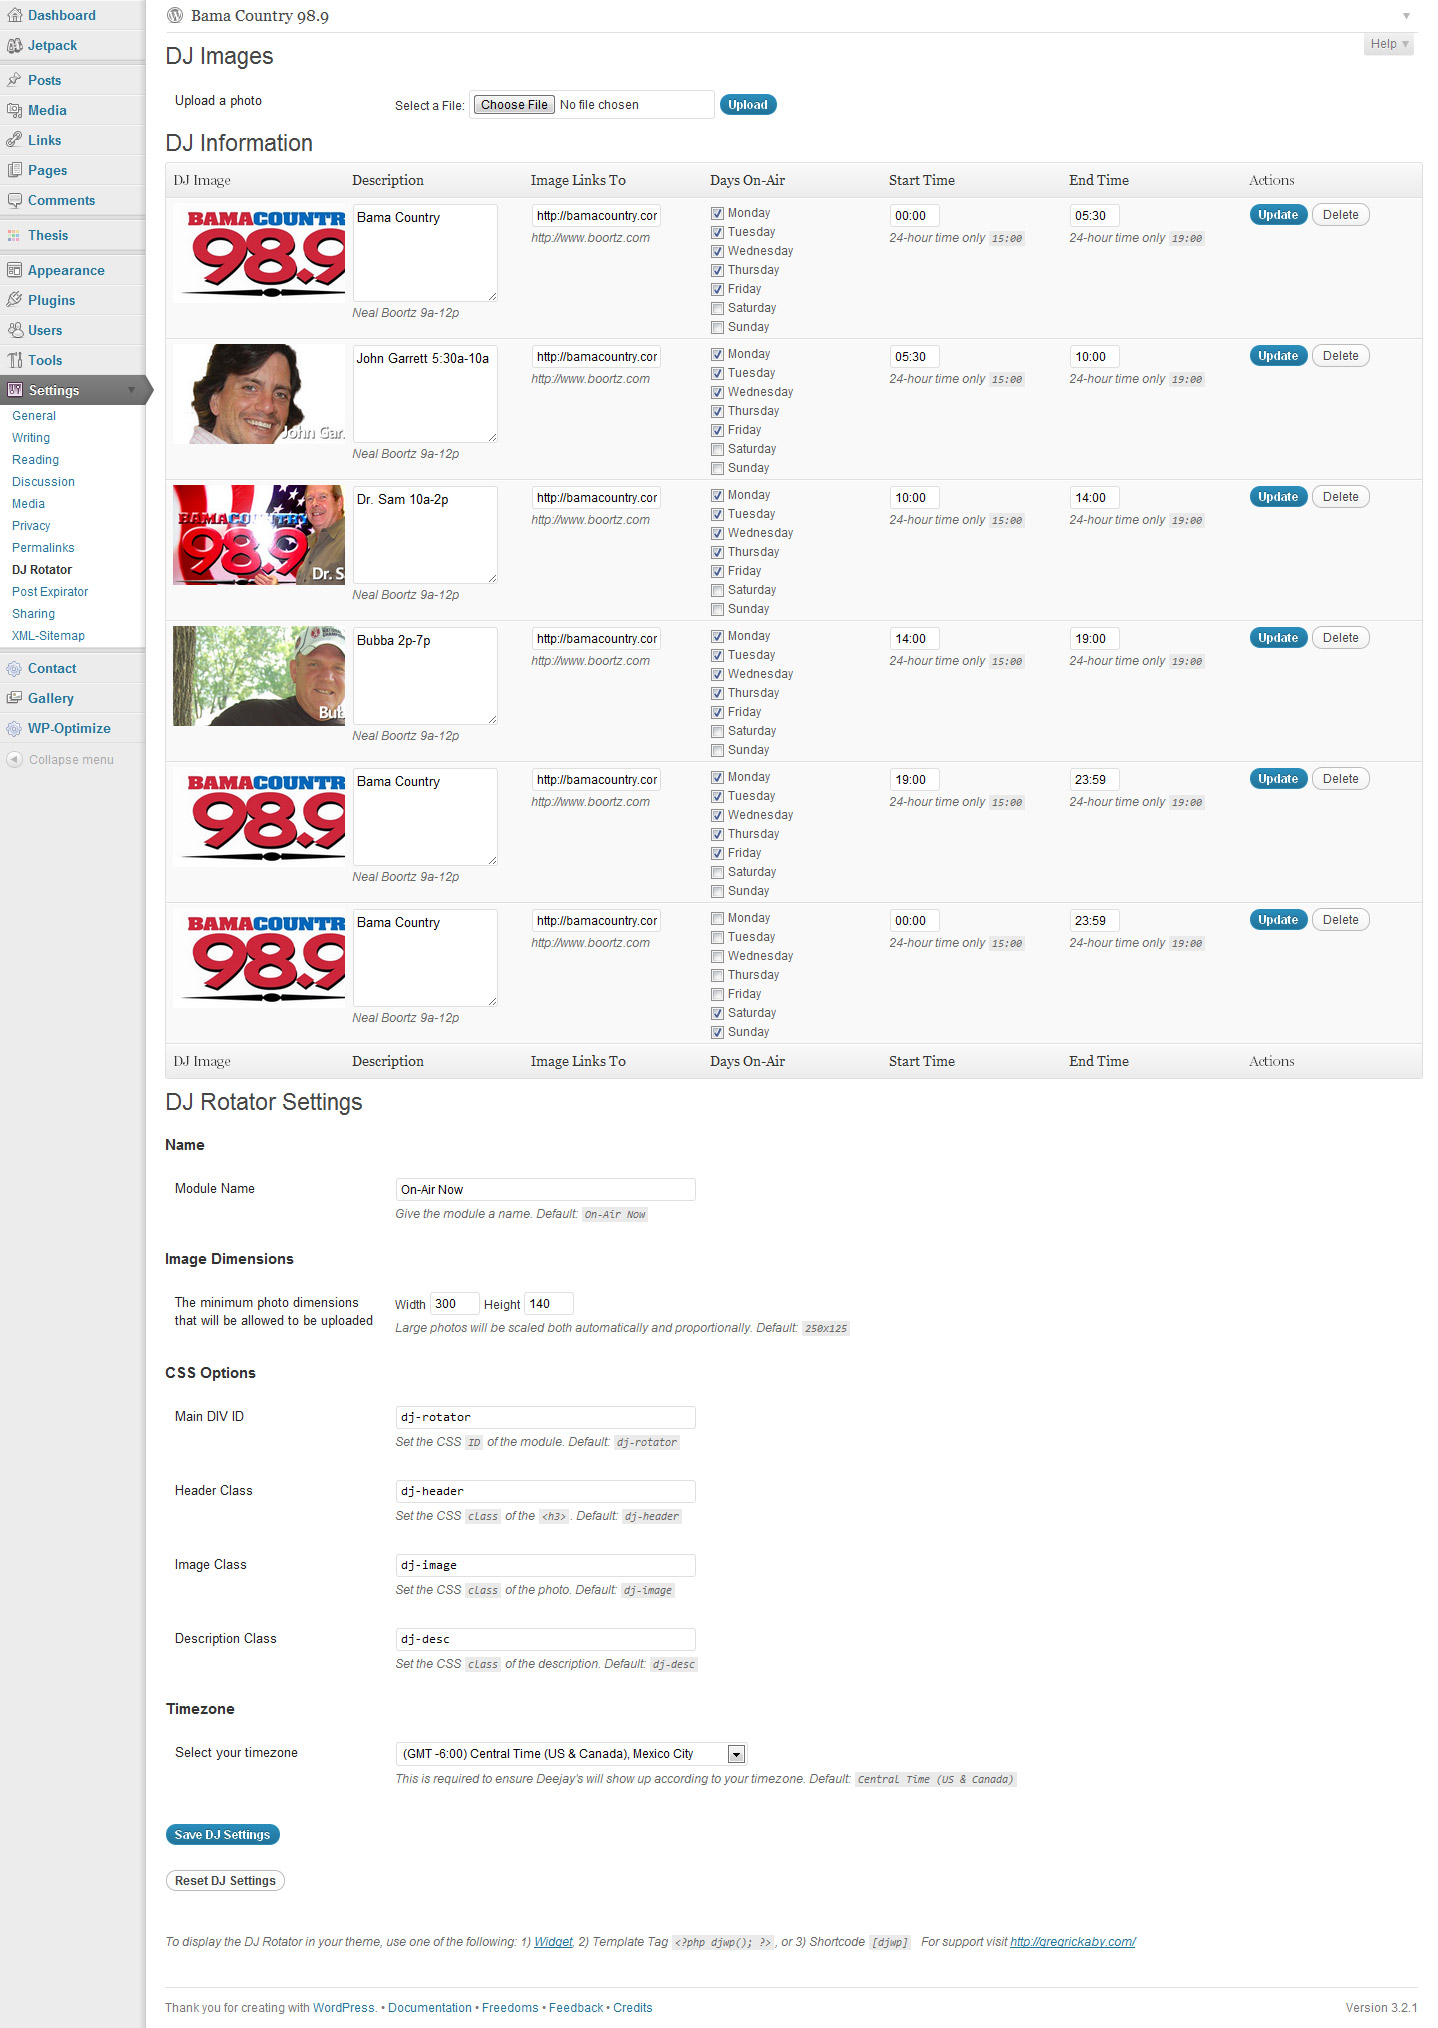 Dashboard
Jetpack
Posts
Media
Links
Pages
Comments
Thesis
Appearance
Plugins
Users
Tools
Settings
General
Writing
Reading
Discussion
Media
Privacy
Permalinks
DJ Rotator
Post Expirator
Sharing
XML-Sitemap
Contact
Gallery
WP-Optimize
Collapse menu
Bama Country 98.9
Help
DJ Images
Upload a photo Select a File: Choose File No file chosen Upload
DJ Information
DJ Image Description Image Links To Days On-Air Start Time End Time Actions
BAMACOUNTR
98.9
Bama Country
Neal Boortz 9a-12p
http://bamacountry.cor
http://www.boortz.com
Monday
Tuesday
Wednesday
Thursday
Friday
Saturday
Sunday
00:00
24-hour time only 15:00
05:30
24-hour time only 19:00
Update Delete
John Gar.
John Garrett 5:30a-10a
Neal Boortz 9a-12p
http://bamacountry.cor
http://www.boortz.com
Monday
Tuesday
Wednesday
Thursday
Friday
Saturday
Sunday
05:30
24-hour time only 15:00
10:00
24-hour time only 19:00
Update Delete
BAMACOUNTRY
98.9
Dr. S
Dr. Sam 10a-2p
Neal Boortz 9a-12p
http://bamacountry.cor
http://www.boortz.com
Monday
Tuesday
Wednesday
Thursday
Friday
Saturday
Sunday
10:00
24-hour time only 15:00
14:00
24-hour time only 19:00
Update Delete
Bub
Bubba 2p-7p
Neal Boortz 9a-12p
http://bamacountry.cor
http://www.boortz.com
Monday
Tuesday
Wednesday
Thursday
Friday
Saturday
Sunday
14:00
24-hour time only 15:00
19:00
24-hour time only 19:00
Update Delete
BAMACOUNTR
98.9
Bama Country
Neal Boortz 9a-12p
http://bamacountry.cor
http://www.boortz.com
Monday
Tuesday
Wednesday
Thursday
Friday
Saturday
Sunday
19:00
24-hour time only 15:00
23:59
24-hour time only 19:00
Update Delete
BAMACOUNTR
98.9
Bama Country
Neal Boortz 9a-12p
http://bamacountry.cor
http://www.boortz.com
Monday
Tuesday
Wednesday
Thursday
Friday
Saturday
Sunday
00:00
24-hour time only 15:00
23:59
24-hour time only 19:00
Update Delete
DJ Image Description Image Links To Days On-Air Start Time End Time Actions
DJ Rotator Settings
Name
Module Name On-Air Now
Give the module a name. Default: On-Air Now
Image Dimensions
The minimum photo dimensions
that will be allowed to be uploaded
Width 300 Height 140
Large photos will be scaled both automatically and proportionally. Default: 250x125
CSS Options
Main DIV ID dj-rotator
Set the CSS ID of the module. Default: dj-rotator
Header Class dj-header
Set the CSS class of the <h3>. Default: dj-header
Image Class dj-image
Set the CSS class of the photo. Default: dj-image
Description Class dj-desc
Set the CSS class of the description. Default: dj-desc
Timezone
Select your timezone (GMT -6:00) Central Time (US & Canada), Mexico City
This is required to ensure Deejay's will show up according to your timezone. Default: Central Time (US & Canada)
Save DJ Settings
Reset DJ Settings
To display the DJ Rotator in your theme, use one of the following: 1) Widget, 2) Template Tag <?php djwp(); ?>, or 3) Shortcode [djwp] For support visit http://gregrickaby.com/
Thank you for creating with WordPress. • Documentation • Freedoms • Feedback • Credits Version 3.2.1